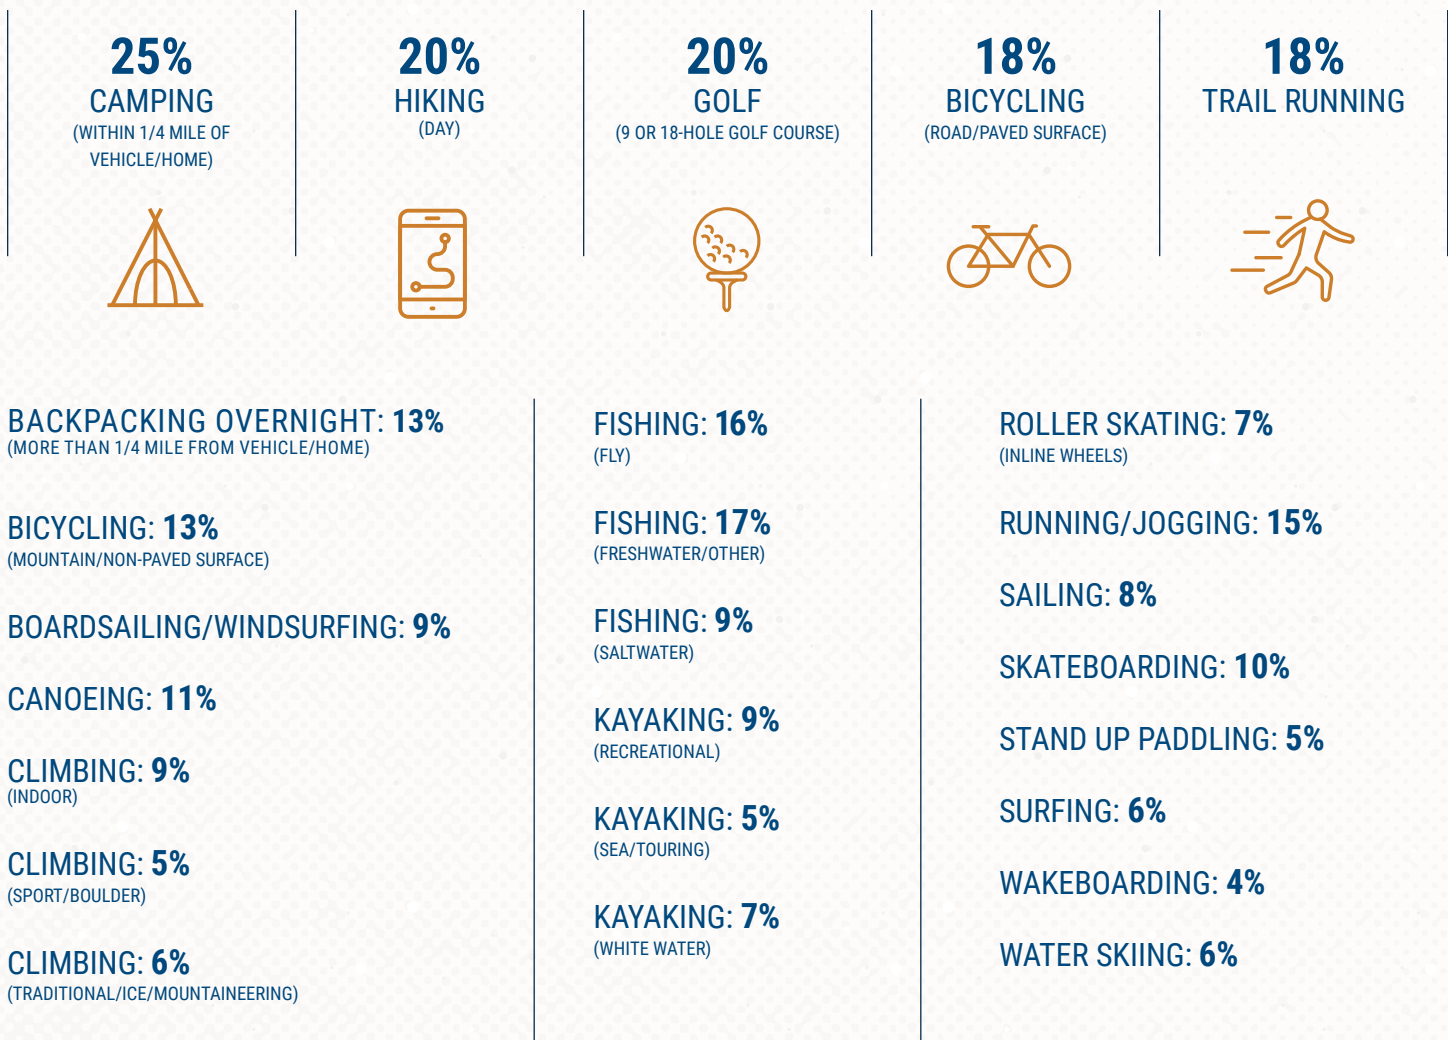 25%
CAMPING
(WITHIN 1/4 MILE OF
VEHICLE/HOME)
20%
HIKING
(DAY)
20%
GOLF
(9 OR 18-HOLE GOLF COURSE)
18%
BICYCLING
(ROAD/PAVED SURFACE)
18%
TRAIL RUNNING
BACKPACKING OVERNIGHT: 13%
(MORE THAN 1/4 MILE FROM VEHICLE/HOME)
BICYCLING: 13%
(MOUNTAIN/NON-PAVED SURFACE)
BOARDSAILING/WINDSURFING: 9%
CANOEING: 11%
CLIMBING: 9%
(INDOOR)
CLIMBING: 5%
(SPORT/BOULDER)
CLIMBING: 6%
(TRADITIONAL/ICE/MOUNTAINEERING)
FISHING: 16%
(FLY)
FISHING: 17%
(FRESHWATER/OTHER)
FISHING: 9%
(SALTWATER)
KAYAKING: 9%
(RECREATIONAL)
KAYAKING: 5%
(SEA/TOURING)
KAYAKING: 7%
(WHITE WATER)
ROLLER SKATING: 7%
(INLINE WHEELS)
RUNNING/JOGGING: 15%
SAILING: 8%
SKATEBOARDING: 10%
STAND UP PADDLING: 5%
SURFING: 6%
WAKEBOARDING: 4%
WATER SKIING: 6%